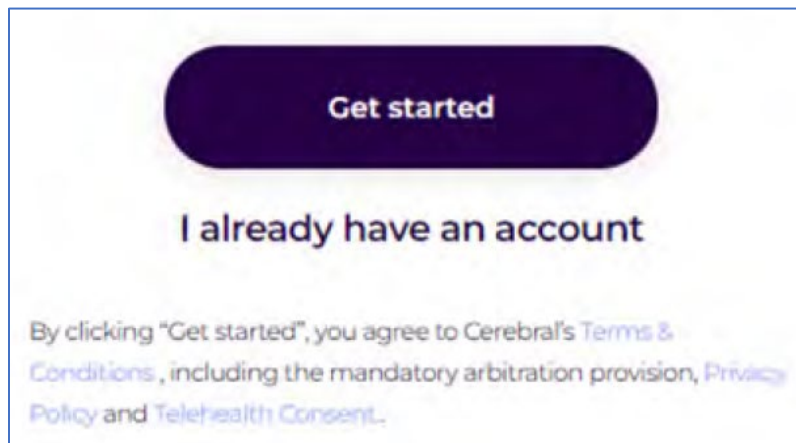 Get started
I already have an account
By clicking “Get started”, you agree to Cerebral’s Terms &
Conditions , including the mandatory arbitration provision, Privacy
Policy and Telehealth Consent..